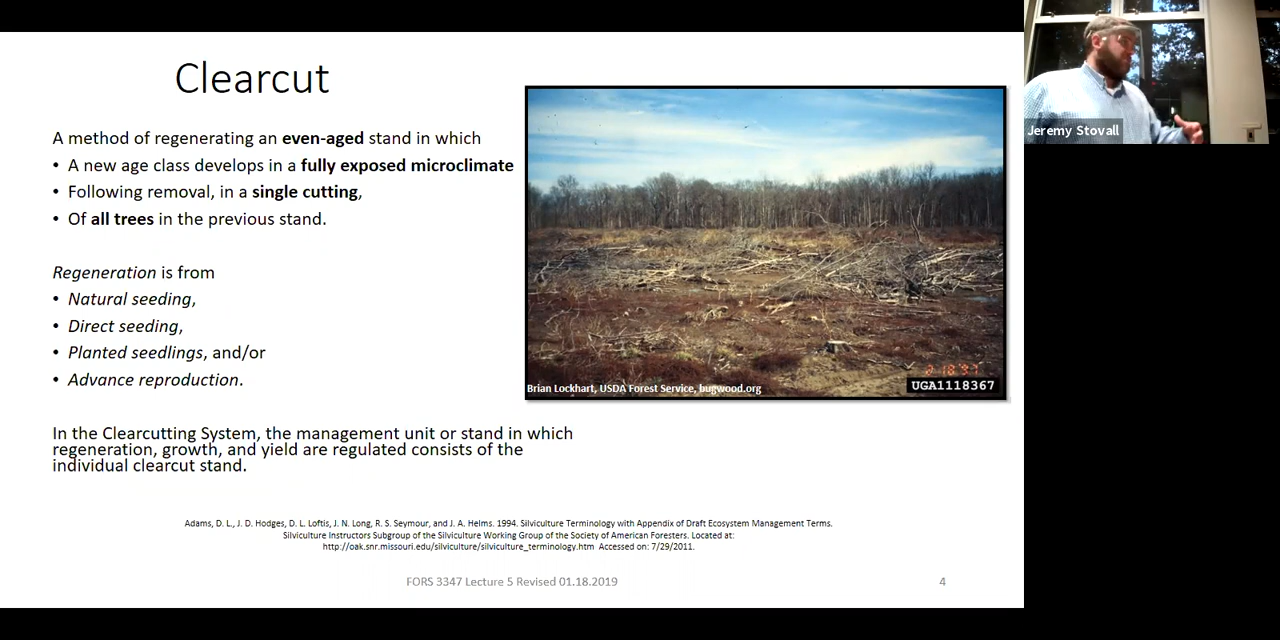 Clearcut
A method of regenerating an even-aged stand in which
• A new age class develops in a fully exposed microclimate
• Following removal, in a single cutting,
• Of all trees in the previous stand.
Regeneration is from
• Natural seeding,
• Direct seeding,
• Planted seedlings, and/or
• Advance reproduction.
In the Clearcutting System, the management unit or stand in which
regeneration, growth, and yield are regulated consists of the
individual clearcut stand.
Brian Lockhart, USDA Forest Service, bugwood.org
UGA1118367
Adams, D. L., J. D. Hodges, D. L. Loftis, J. N. Long, R. S. Seymour, and J. A. Helms. 1994. Silviculture Terminology with Appendix of Draft Ecosystem Management Terms.
Silviculture Instructors Subgroup of the Silviculture Working Group of the Society of American Foresters. Located at:
http://oak.snr.missouri.edu/silviculture/silviculture_terminology.htm Accessed on: 7/29/2011.
FORS 3347 Lecture 5 Revised 01.18.2019
4
Jeremy Stovall